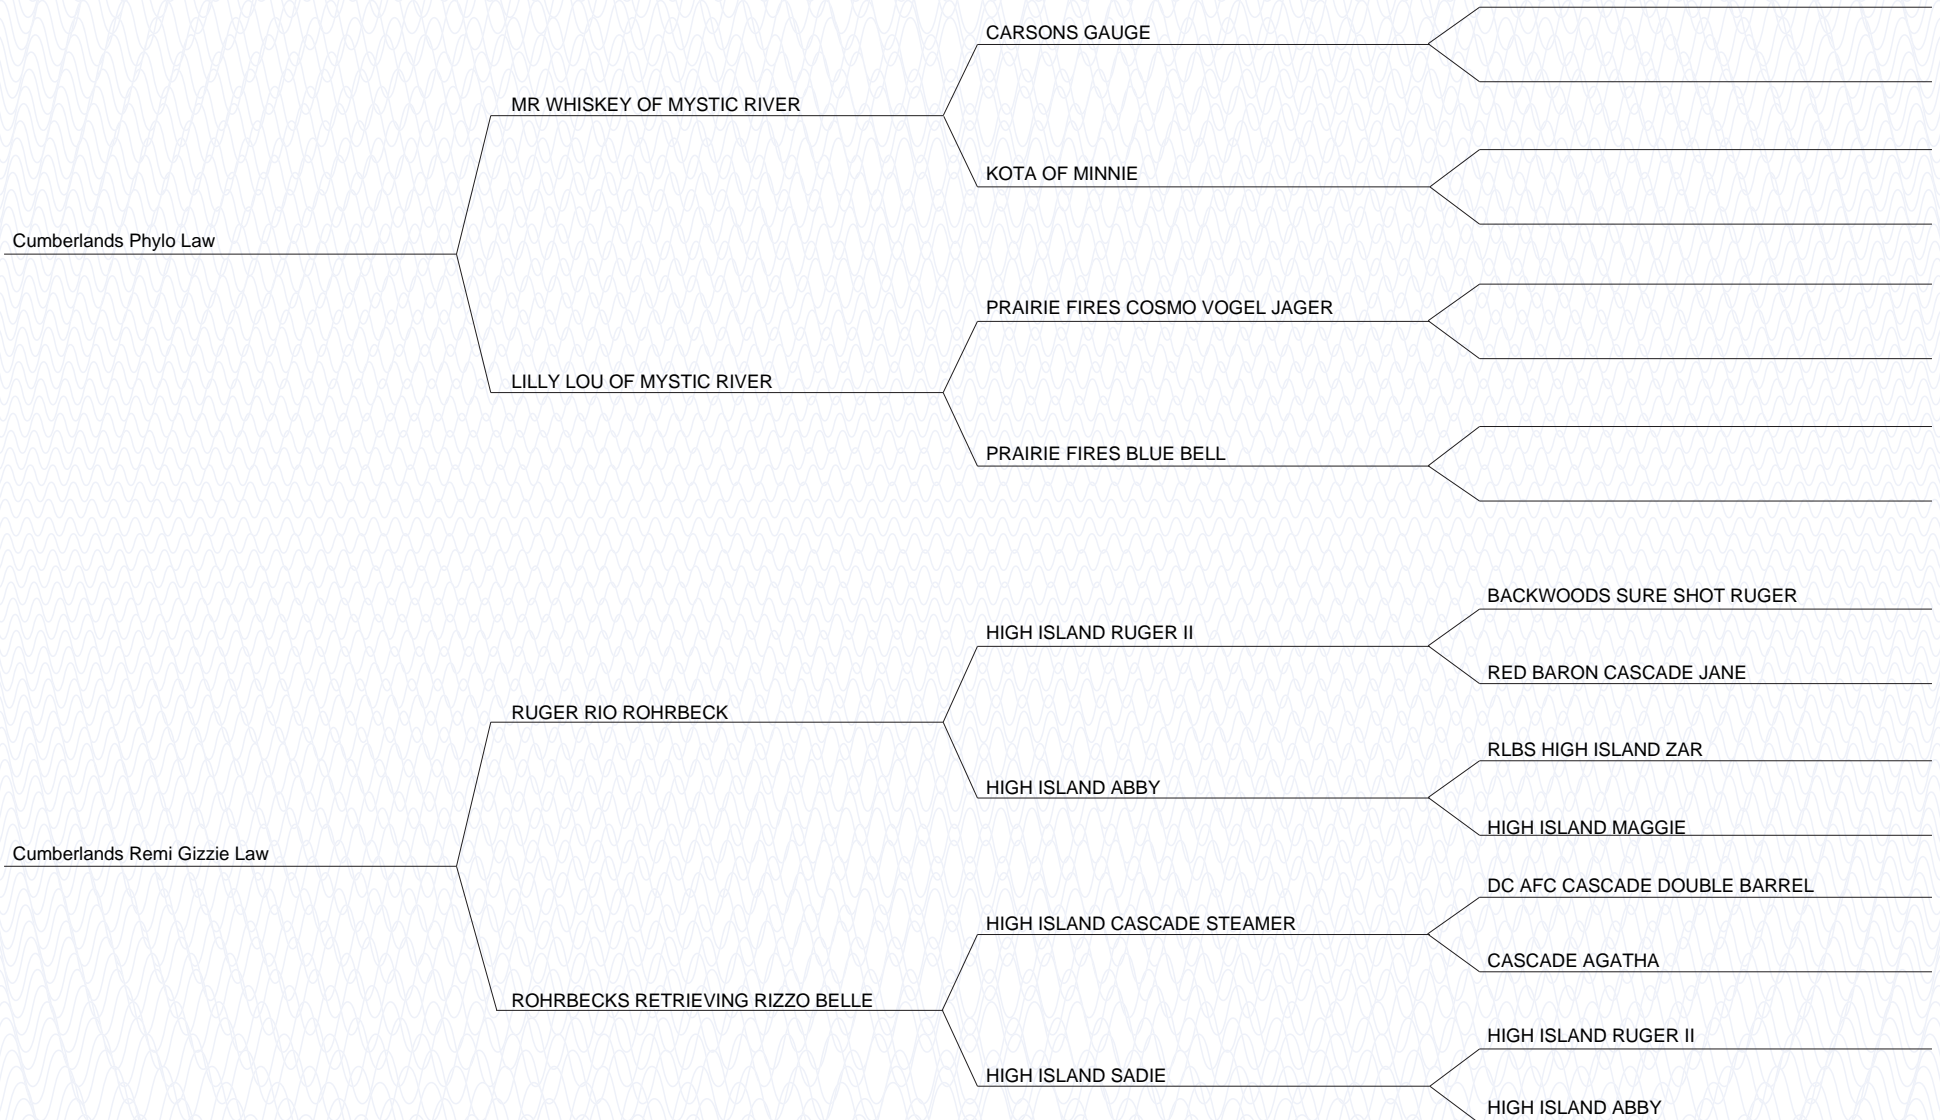 CARSONS GAUGE
MR WHISKEY OF MYSTIC RIVER
KOTA OF MINNIE
Cumberlands Phylo Law
PRAIRIE FIRES COSMO VOGEL JAGER
LILLY LOU OF MYSTIC RIVER
PRAIRIE FIRES BLUE BELL
BACKWOODS SURE SHOT RUGER
HIGH ISLAND RUGER II
RED BARON CASCADE JANE
RUGER RIO ROHRBECK
RLBS HIGH ISLAND ZAR
HIGH ISLAND ABBY
HIGH ISLAND MAGGIE
Cumberlands Remi Gizzie Law
DC AFC CASCADE DOUBLE BARREL
HIGH ISLAND CASCADE STEAMER
CASCADE AGATHA
ROHRBECKS RETRIEVING RIZZO BELLE
HIGH ISLAND RUGER II
HIGH ISLAND SADIE
HIGH ISLAND ABBY